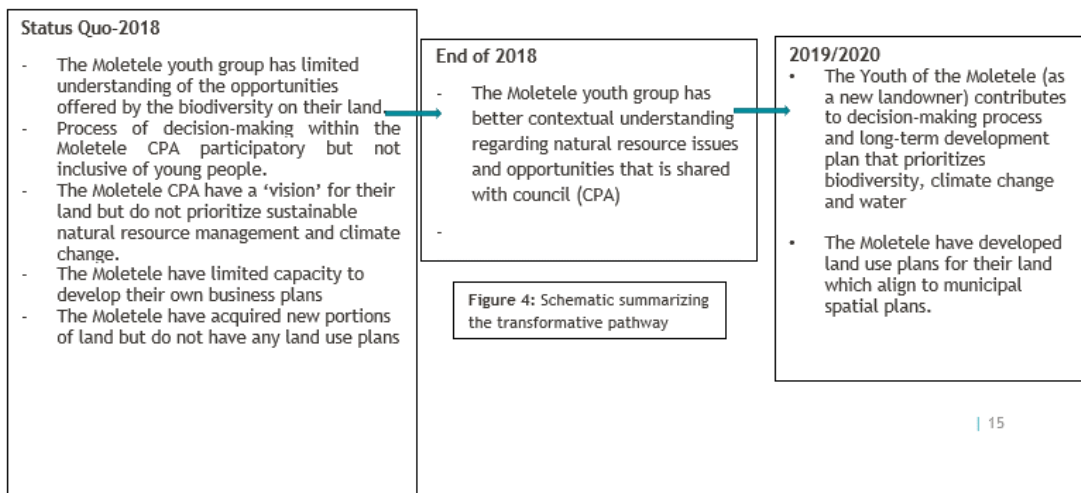 Status Quo-2018
- The Moletele youth group has limited
understanding of the opportunities
offered by the biodiversity on their land.
- Process of decision-making within the
Moletele CPA participatory but not
inclusive of young people.
- The Moletele CPA have a ‘vision’ for their
land but do not prioritize sustainable
natural resource management and climate
change.
- The Moletele have limited capacity to
develop their own business plans
- The Moletele have acquired new portions
of land but do not have any land use plans
End of 2018
- The Moletele youth group has
better contextual understanding
regarding natural resource issues
and opportunities that is shared
with council (CPA)
-
Figure 4: Schematic summarizing
the transformative pathway
2019/2020
• The Youth of the Moletele (as
a new landowner) contributes
to decision-making process
and long-term development
plan that prioritizes
biodiversity, climate change
and water
• The Moletele have developed
land use plans for their land
which align to municipal
spatial plans.
| 15